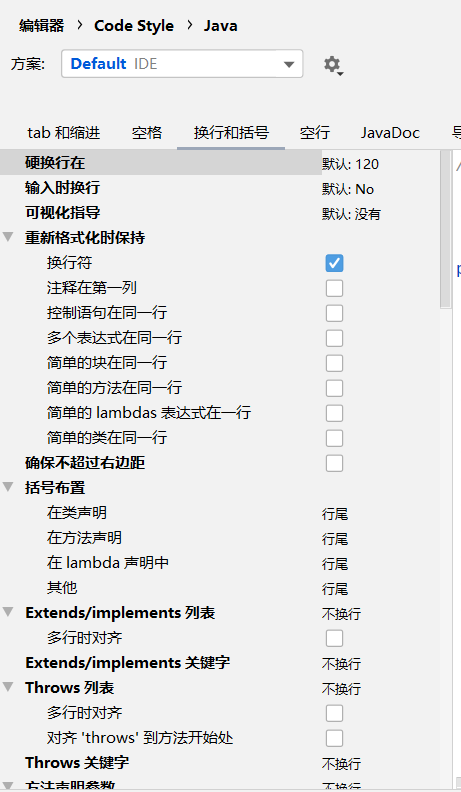 编辑器 > Code Style > Java
方案: Default IDE
tab 和缩进 空格 换行和括号 空行 JavaDoc
硬换行在 默认: 120
输入时换行 默认: No
可视化指导 默认: 没有
重新格式化时保持
换行符
注释在第一列
控制语句在同一行
多个表达式在同一行
简单的块在同一行
简单的方法在同一行
简单的 lambdas 表达式在一行
简单的类在同一行
确保不超过右边距
括号布置
在类声明 行尾
在方法声明 行尾
在 lambda 声明中 行尾
其他 行尾
Extends/implements 列表 不换行
多行时对齐
Extends/implements 关键字 不换行
Throws 列表 不换行
多行时对齐
对齐 'throws' 到方法开始处
Throws 关键字 不换行
方法声明参数 不换行